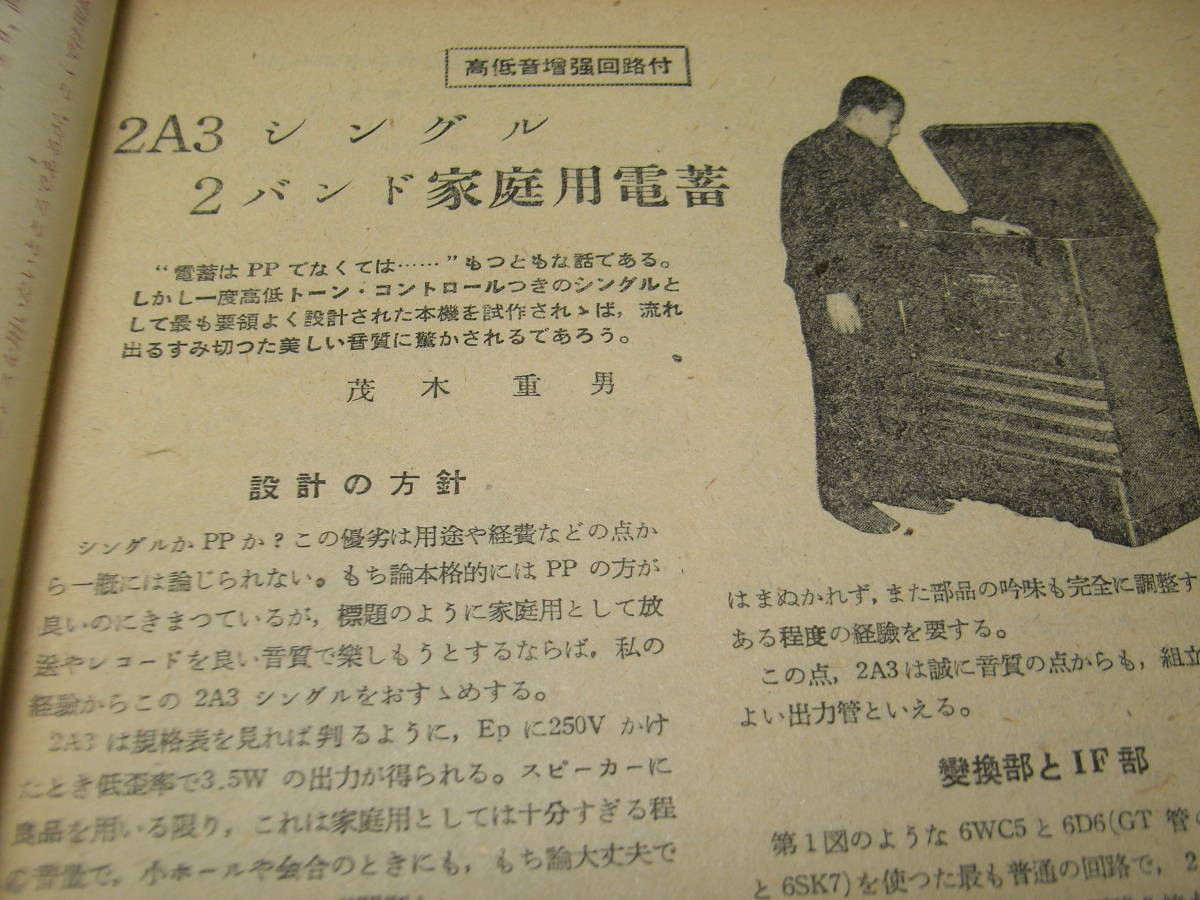 高低音増强回路付
2A3 シングル
2バンド家庭用電蓄
“電蓄は PP でなくては……”もつともな話である。
しかし一度高低トーン・コントロールつきのシングルと
して最も要領よく設計された本機を試作されゝば，流れ
出るすみ切つた美しい音質に驚かされるであろう。
茂木重男
設計の方針
シングルか PP か？この優劣は用途や経費などの点か
ら一概には論じられない。もち論本格的には PP の方が
良いのにきまつているが，標題のように家庭用として放
送やレコードを良い音質で樂しもうとするならば，私の
経驗からこの 2A3 シングルをおすゝめする。
2A3 は規格表を見れば判るように，Ep に250V かけ
たとき低歪率で3.5W の出力が得られる。スピーカーに
良品を用いる限り，これは家庭用としては十分すぎる程
の音量で，小ホールや会合のときにも，もち論大丈夫で
はまぬかれず，また部品の吟味も完全に調整す
ある程度の経驗を要する。
この点，2A3は誠に音質の点からも，組立
よい出力管といえる。
變換部と IF 部
第1図のような 6WC5 と 6D6(GT 管
と 6SK7)を使つた最も普通の回路で，2